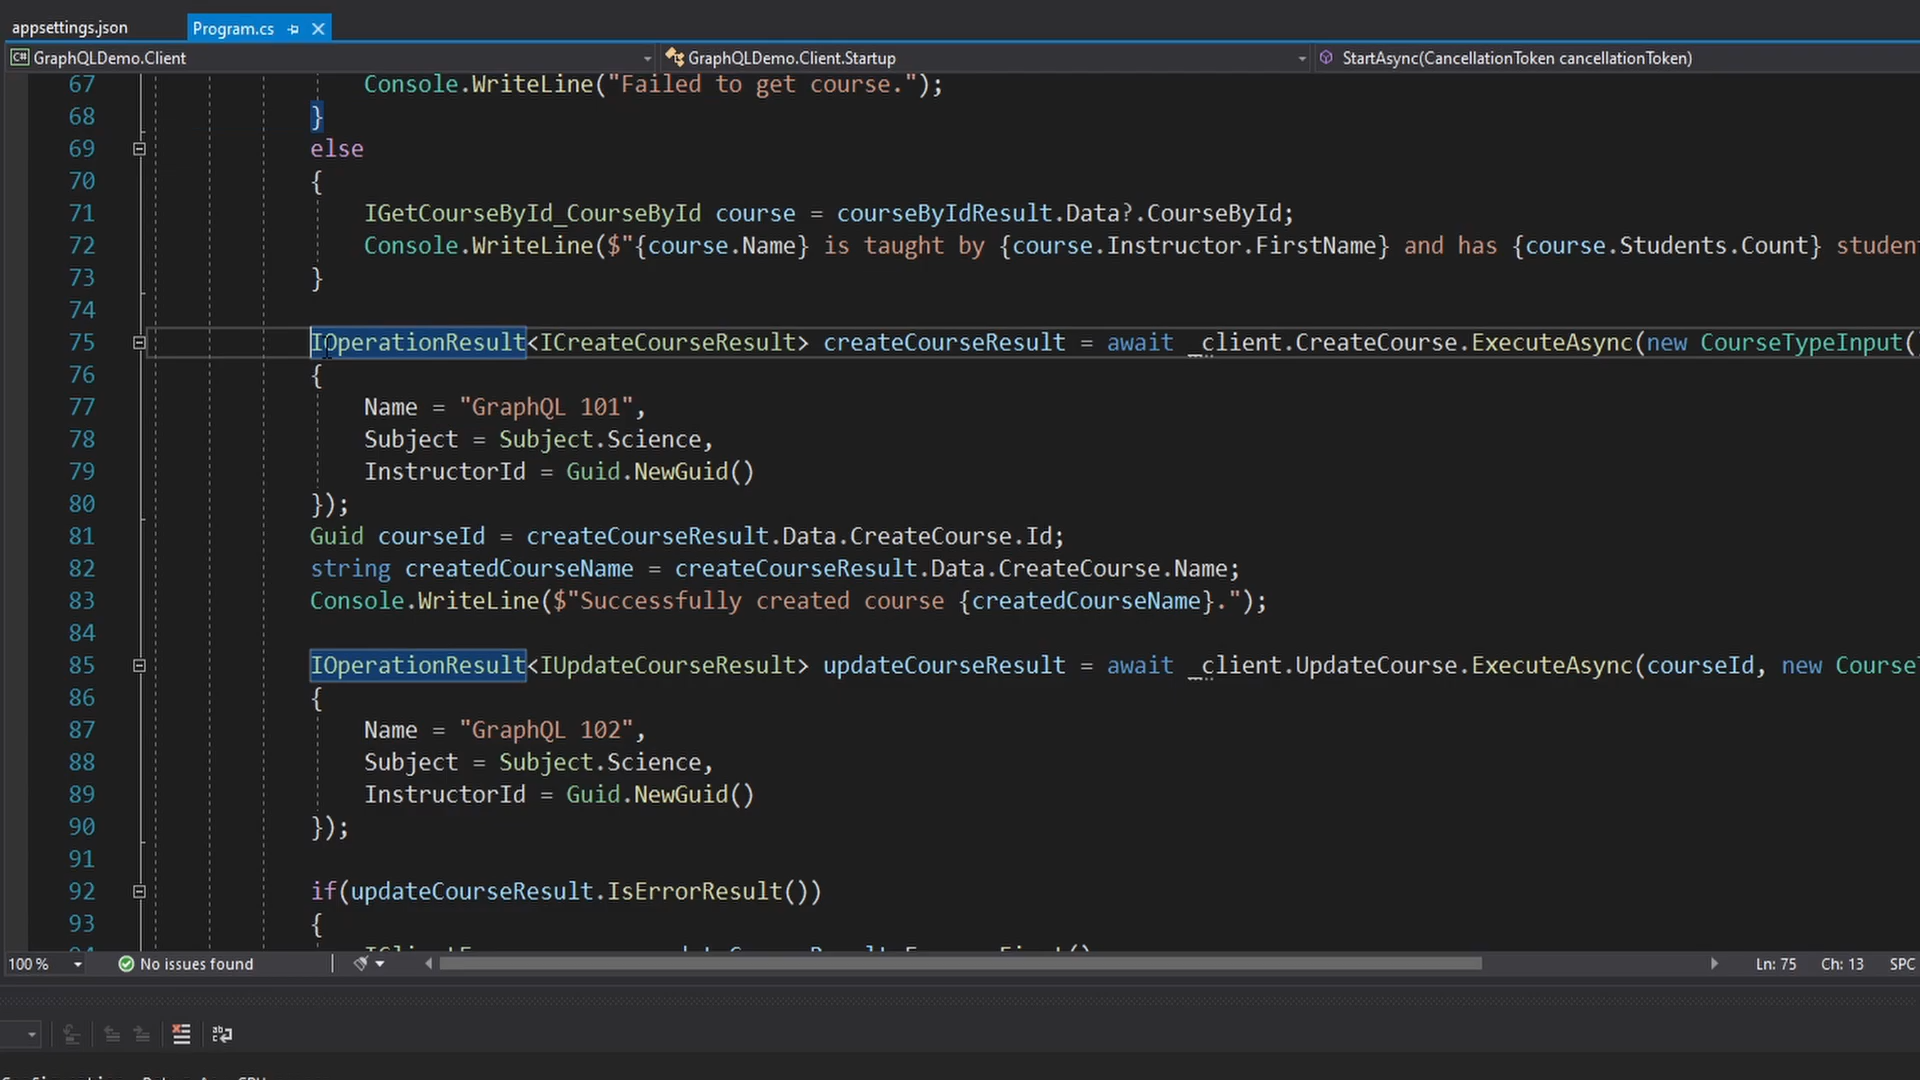 appsettings.json
Program.cs
GraphQLDemo.Client
GraphQLDemo.Client.Startup
StartAsync(CancellationToken cancellationToken)
67 Console.WriteLine("Failed to get course.");
68 }
69 else
70 {
71 IGetCourseById_CourseById course = courseByIdResult.Data?.CourseById;
72 Console.WriteLine($"{course.Name} is taught by {course.Instructor.FirstName} and has {course.Students.Count} studen
73 }
74
75 IOperationResult<ICreateCourseResult> createCourseResult = await _client.CreateCourse.ExecuteAsync(new CourseTypeInput(
76 {
77 Name = "GraphQL 101",
78 Subject = Subject.Science,
79 InstructorId = Guid.NewGuid()
80 });
81 Guid courseId = createCourseResult.Data.CreateCourse.Id;
82 string createdCourseName = createCourseResult.Data.CreateCourse.Name;
83 Console.WriteLine($"Successfully created course {createdCourseName}.");
84
85 IOperationResult<IUpdateCourseResult> updateCourseResult = await _client.UpdateCourse.ExecuteAsync(courseId, new Course
86 {
87 Name = "GraphQL 102",
88 Subject = Subject.Science,
89 InstructorId = Guid.NewGuid()
90 });
91
92 if(updateCourseResult.IsErrorResult())
93 {
100 %
No issues found
Ln: 75
Ch: 13
SPC